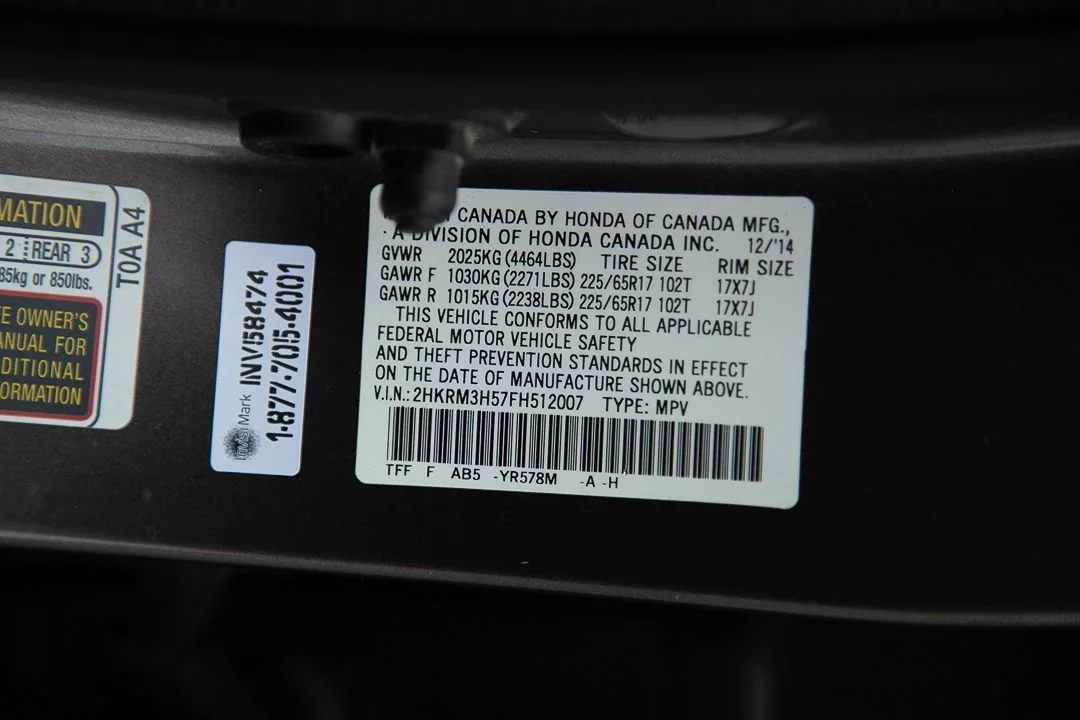 MATION
2 REAR 3
85kg or 850lbs.
E OWNER'S
ANUAL FOR
DITIONAL
ORMATION
T0A A4
Mark INV158474
1-877-705-4001
CANADA BY HONDA OF CANADA MFG.,
A DIVISION OF HONDA CANADA INC. 12/'14
GVWR 2025KG (4464LBS) TIRE SIZE RIM SIZE
GAWR F 1030KG (2271LBS) 225/65R17 102T 17X7J
GAWR R 1015KG (2238LBS) 225/65R17 102T 17X7J
THIS VEHICLE CONFORMS TO ALL APPLICABLE
FEDERAL MOTOR VEHICLE SAFETY
AND THEFT PREVENTION STANDARDS IN EFFECT
ON THE DATE OF MANUFACTURE SHOWN ABOVE.
V.I.N.: 2HKRM3H57FH512007 TYPE: MPV
TFF F AB5 -YR578M -A -H